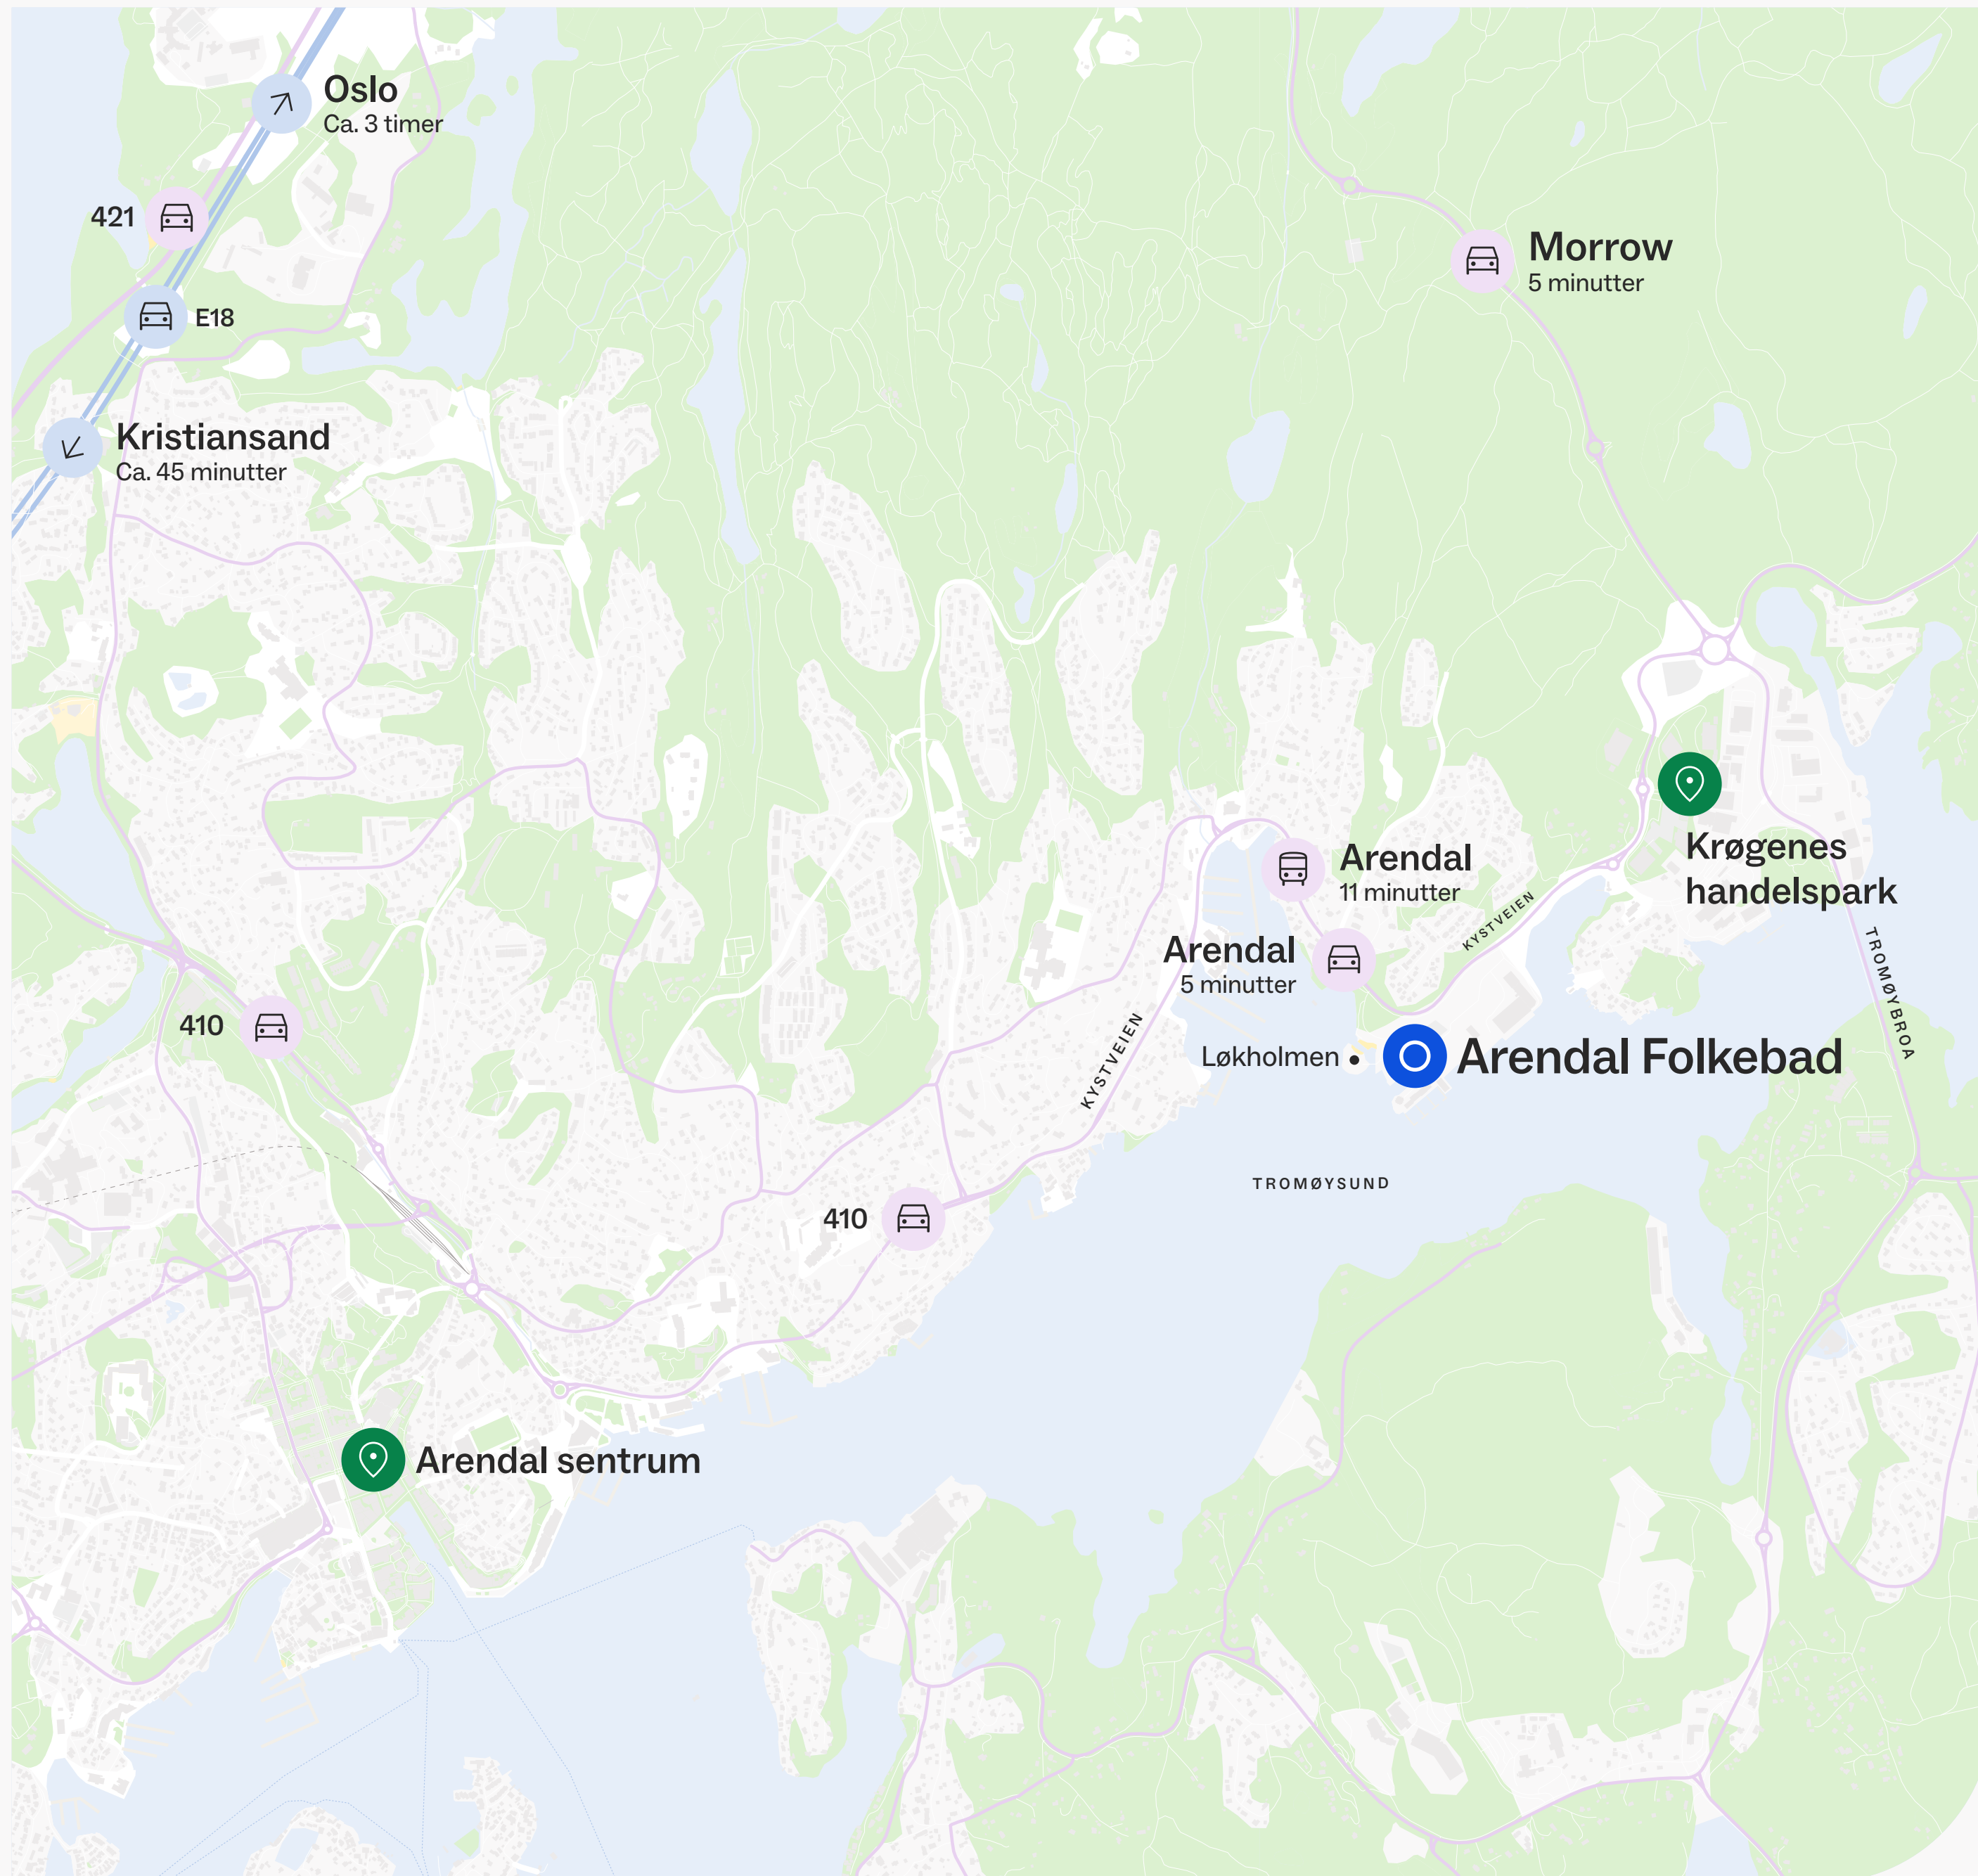 Oslo
Ca. 3 timer
421
E18
Morrow
5 minutter
Kristiansand
Ca. 45 minutter
Krøgenes
handelspark
Arendal
11 minutter
KYSTVEIEN
Arendal
5 minutter
TROMØYBROA
410
KYSTVEIEN
Løkholmen
Arendal Folkebad
TROMØYSUND
410
Arendal sentrum